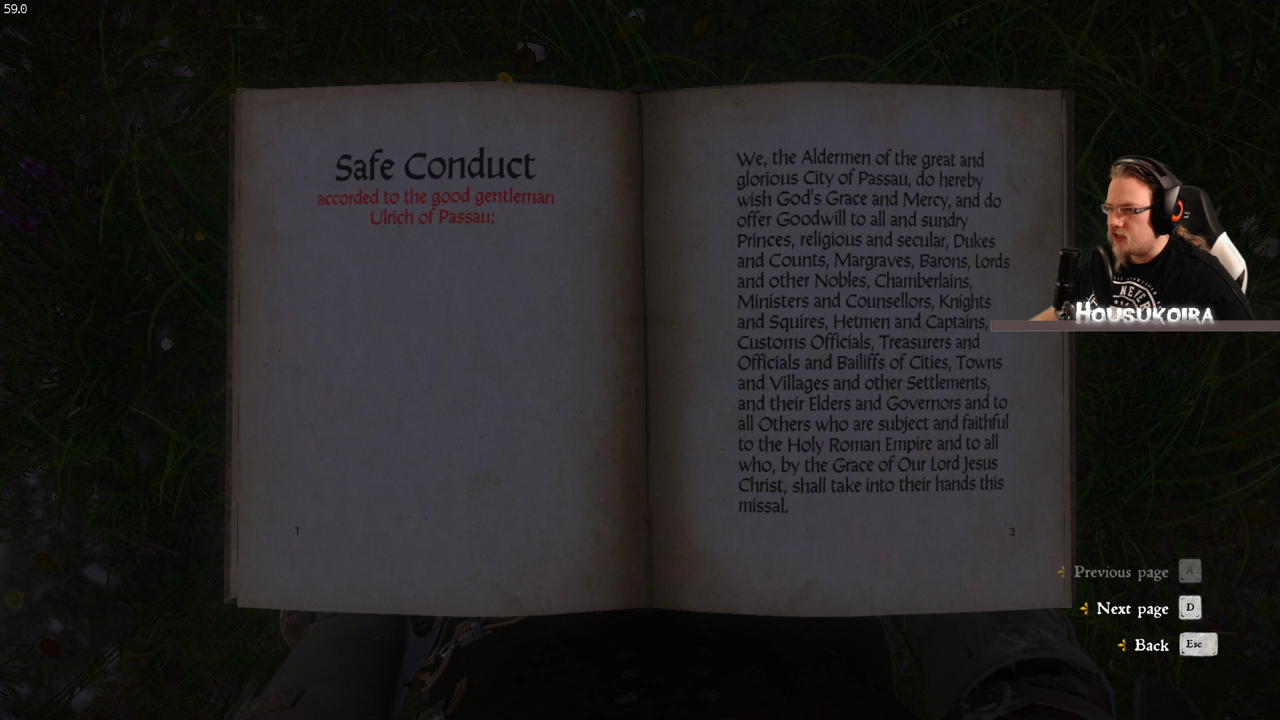 59.0
Safe Conduct
accorded to the good gentleman
Ulrich of Passau;
1
We, the Aldermen of the great and
glorious City of Passau, do hereby
wish God's Grace and Mercy, and do
offer Goodwill to all and sundry
Princes, religious and secular, Dukes
and Counts, Margraves, Barons, Lords
and other Nobles, Chamberlains,
Ministers and Counsellors, Knights
and Squires, Hetmen and Captains,
Customs Officials, Treasurers and
Officials and Bailiffs of Cities, Towns
and Villages and other Settlements,
and their Elders and Governors and to
all Others who are subject and faithful
to the Holy Roman Empire and to all
who, by the Grace of Our Lord Jesus
Christ, shall take into their hands this
missal.
2
NEVER
HOUSUKOIRA
Previous page A
Next page D
Back Esc